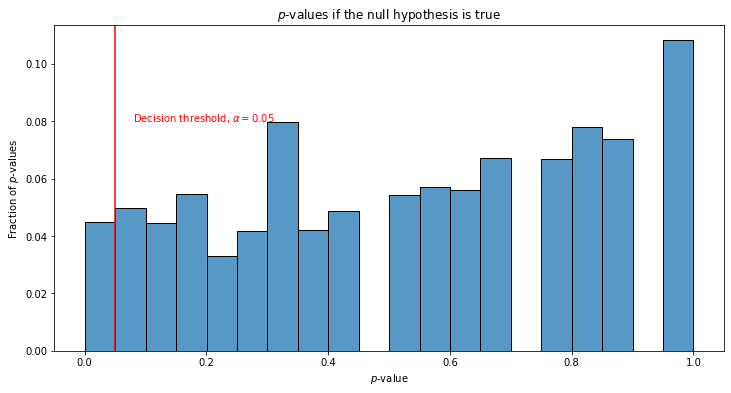 p-values if the null hypothesis is true
0.10
Decision threshold, α = 0.05
0.08
Fraction of p-values
0.06
0.04
0.02
0.00
0.0 0.2 0.4 0.6 0.8 1.0
p-value